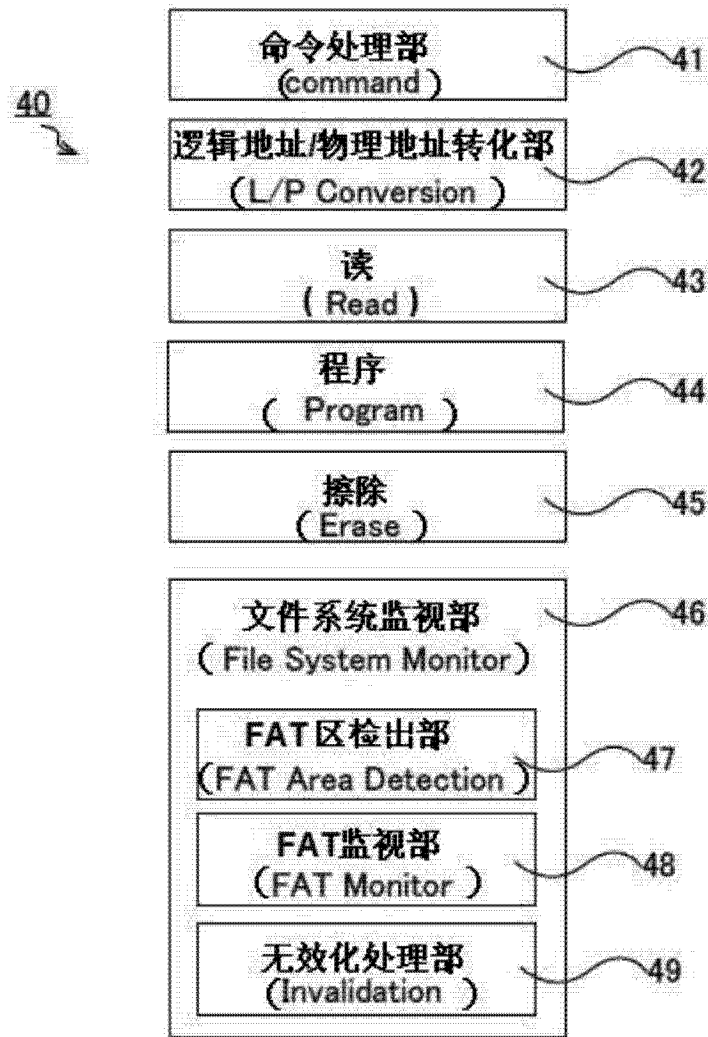 命令处理部
(command)
41
40
逻辑地址/物理地址转化部
(L/P Conversion)
42
读
( Read )
43
程序
( Program )
44
擦除
(Erase)
45
文件系统监视部
( File System Monitor)
46
FAT区检出部
(FAT Area Detection)
47
FAT监视部
(FAT Monitor )
48
无效化处理部
(Invalidation )
49